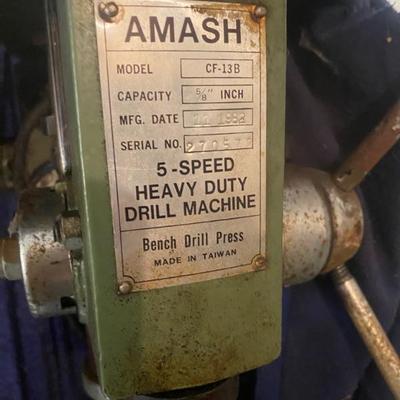 AMASH
MODEL CF-13B
CAPACITY 5/8" INCH
MFG. DATE
SERIAL NO.
5-SPEED
HEAVY DUTY
DRILL MACHINE
Bench Drill Press
MADE IN TAIWAN